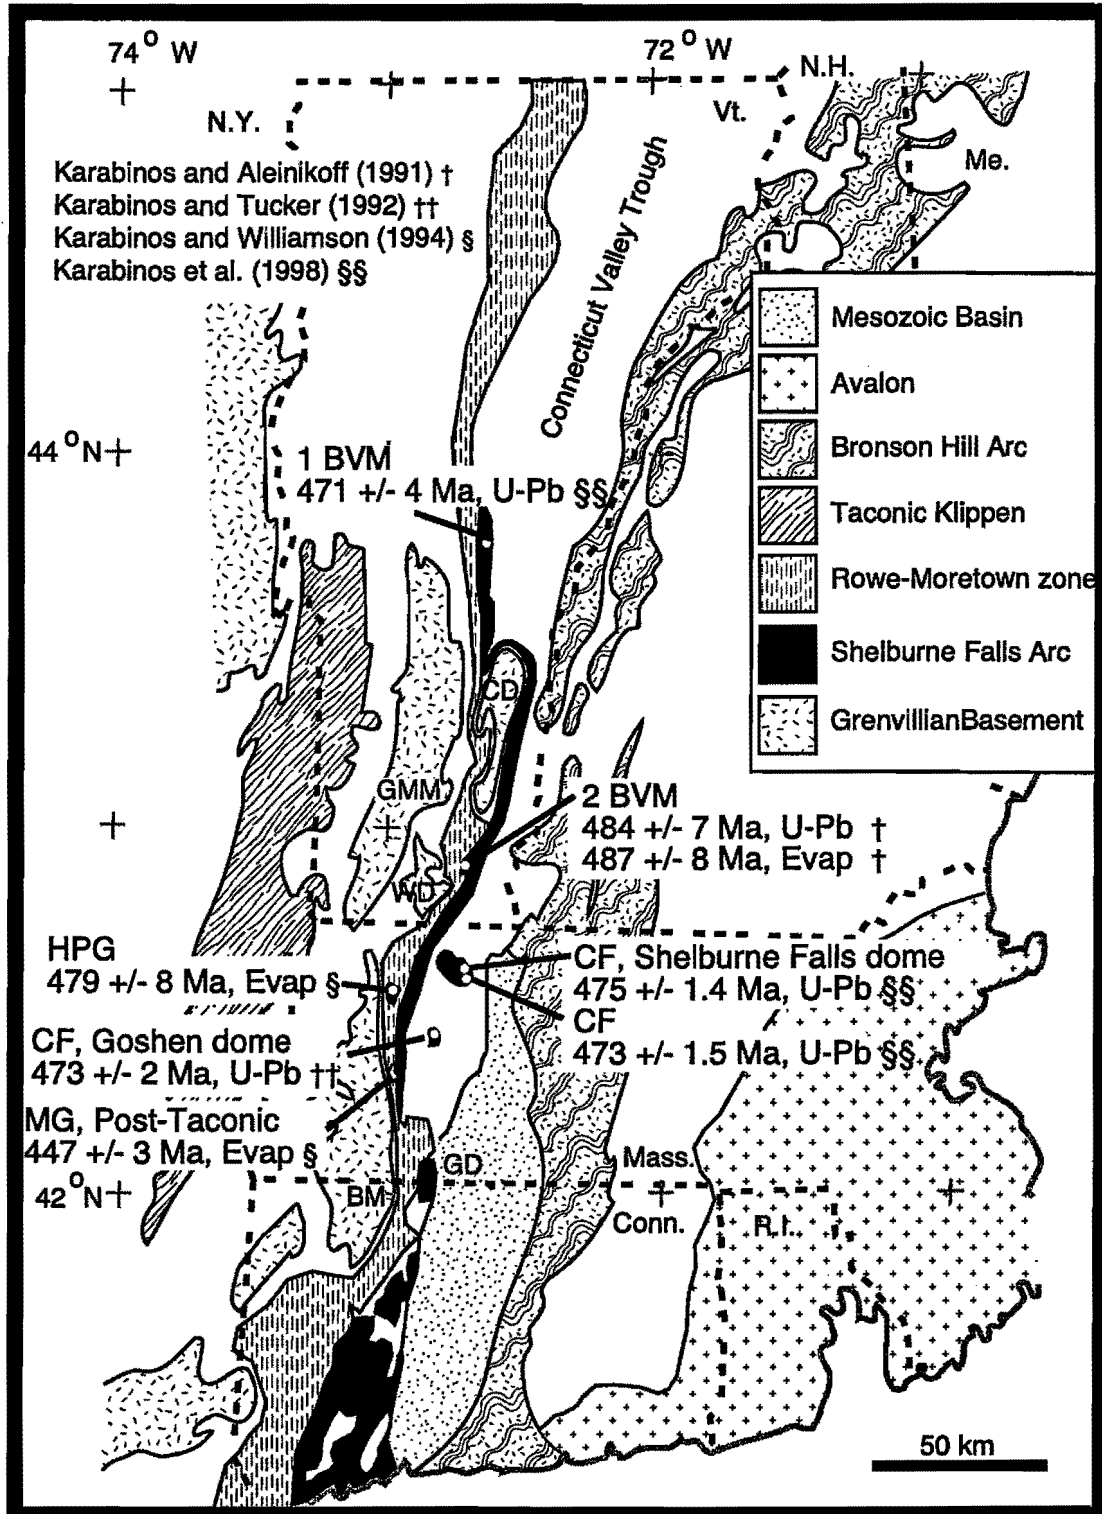 74° W
72° W
N.H.
N.Y.
Vt.
Me.
Karabinos and Aleinikoff (1991) †
Karabinos and Tucker (1992) ††
Karabinos and Williamson (1994) §
Karabinos et al. (1998) §§
Connecticut Valley Trough
Mesozoic Basin
Avalon
Bronson Hill Arc
Taconic Klippen
Rowe-Moretown zone
Shelburne Falls Arc
GrenvillianBasement
44°N
1 BVM
471 +/- 4 Ma, U-Pb §§
CD
GMM
2 BVM
484 +/- 7 Ma, U-Pb †
487 +/- 8 Ma, Evap †
WD
HPG
479 +/- 8 Ma, Evap §
CF, Shelburne Falls dome
475 +/- 1.4 Ma, U-Pb §§
CF
473 +/- 1.5 Ma, U-Pb §§
CF, Goshen dome
473 +/- 2 Ma, U-Pb ††
MG, Post-Taconic
447 +/- 3 Ma, Evap §
GD
Mass.
42°N
BM
Conn.
R.I.
50 km